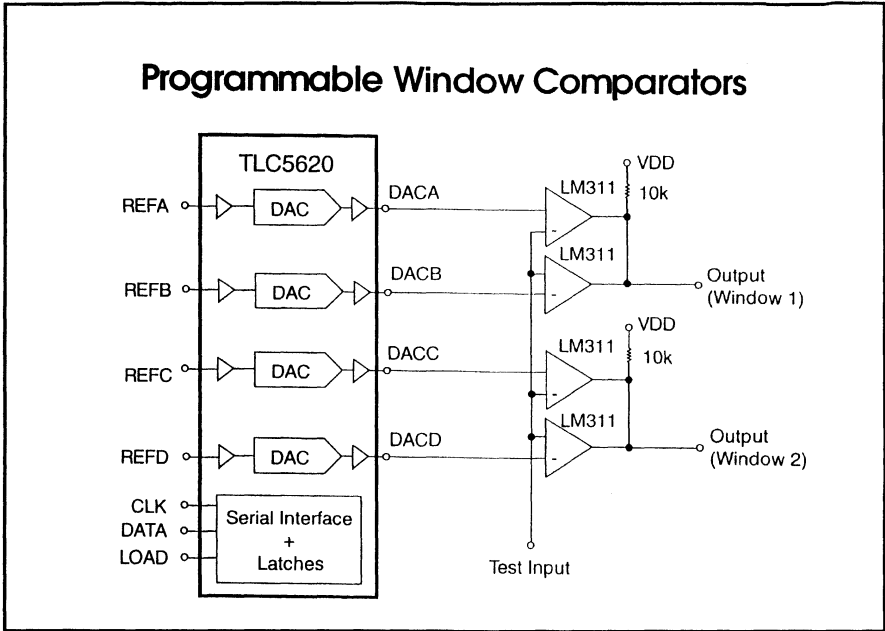 Programmable Window Comparators
TLC5620
REFA
DAC
DACA
LM311
-
VDD
10k
REFB
DAC
DACB
LM311
-
Output
(Window 1)
REFC
DAC
DACC
LM311
-
VDD
10k
REFD
DAC
DACD
LM311
-
Output
(Window 2)
CLK
DATA
LOAD
Serial Interface
+
Latches
Test Input